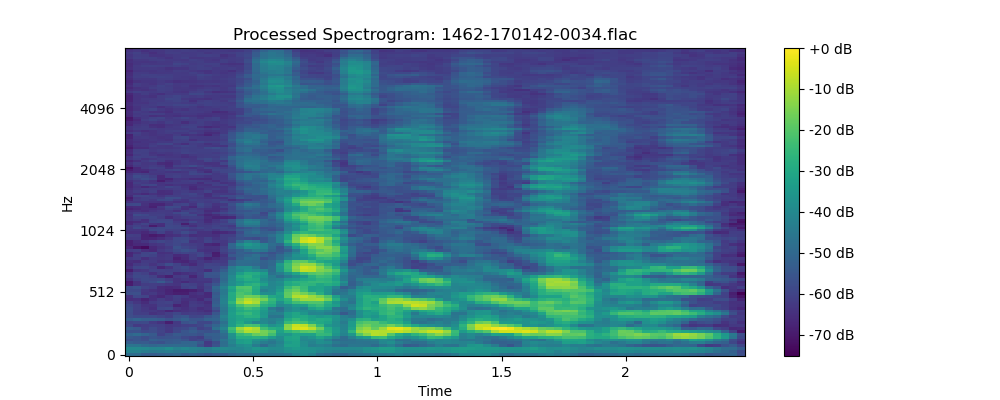 Processed Spectrogram: 1462-170142-0034.flac
+0 dB
-10 dB
-20 dB
-30 dB
-40 dB
-50 dB
-60 dB
-70 dB
4096
2048
1024
512
0
Hz
0
0.5
1
1.5
2
Time